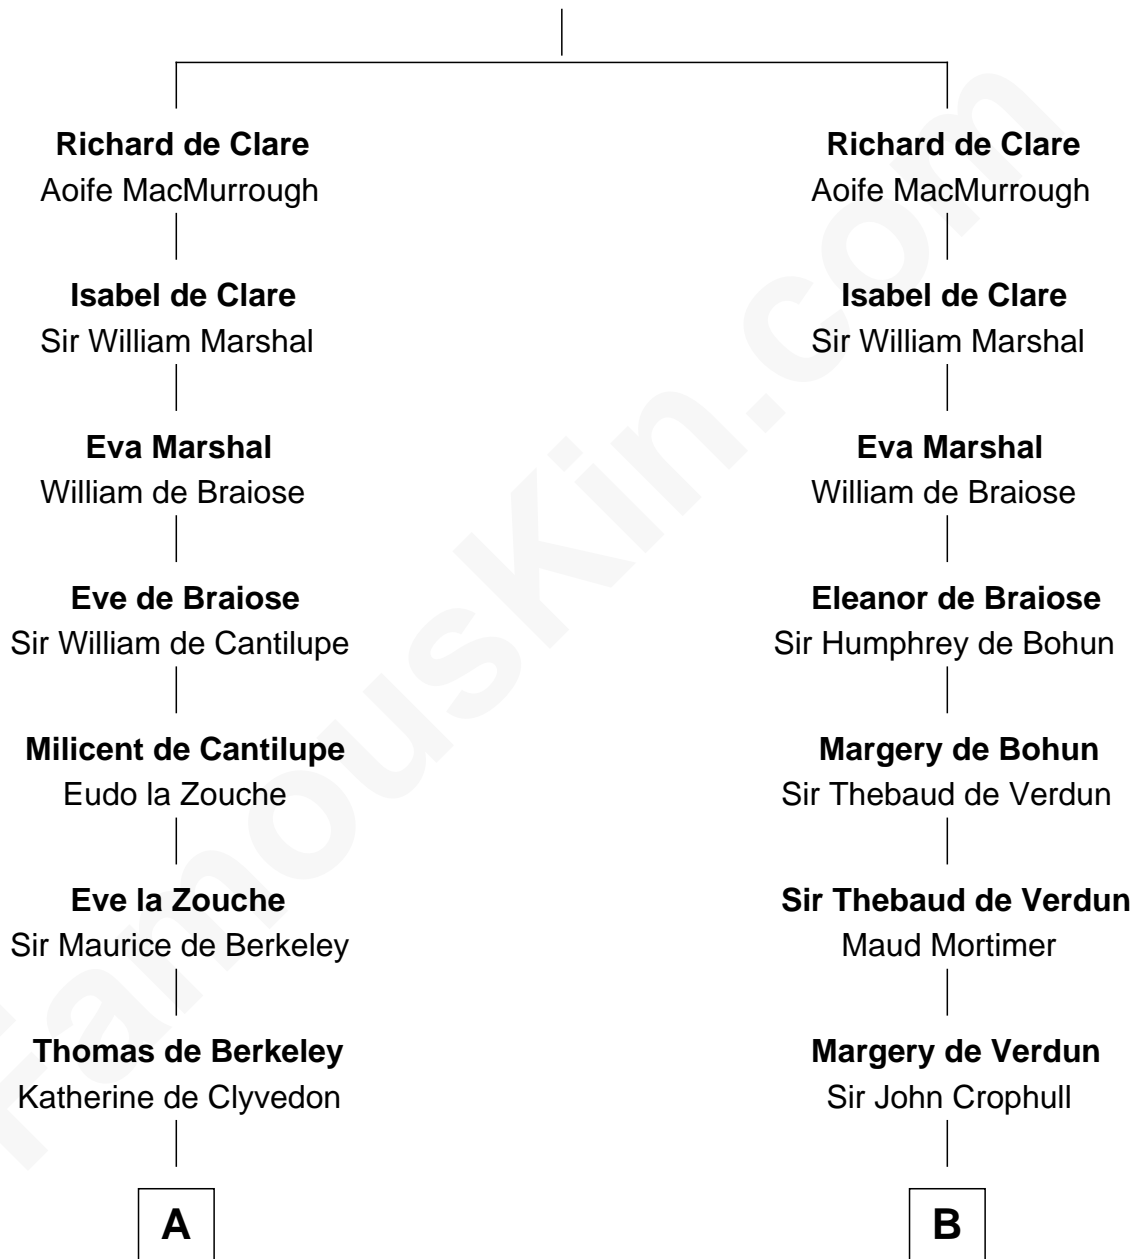 Richard de Clare
Aoife MacMurrough
Isabel de Clare
Sir William Marshal
Eva Marshal
William de Braiose
Eve de Braiose
Sir William de Cantilupe
Milicent de Cantilupe
Eudo la Zouche
Eve la Zouche
Sir Maurice de Berkeley
Thomas de Berkeley
Katherine de Clyvedon
A
Richard de Clare
Aoife MacMurrough
Isabel de Clare
Sir William Marshal
Eva Marshal
William de Braiose
Eleanor de Braiose
Sir Humphrey de Bohun
Margery de Bohun
Sir Thebaud de Verdun
Sir Thebaud de Verdun
Maud Mortimer
Margery de Verdun
Sir John Crophull
B
FamousKin.com